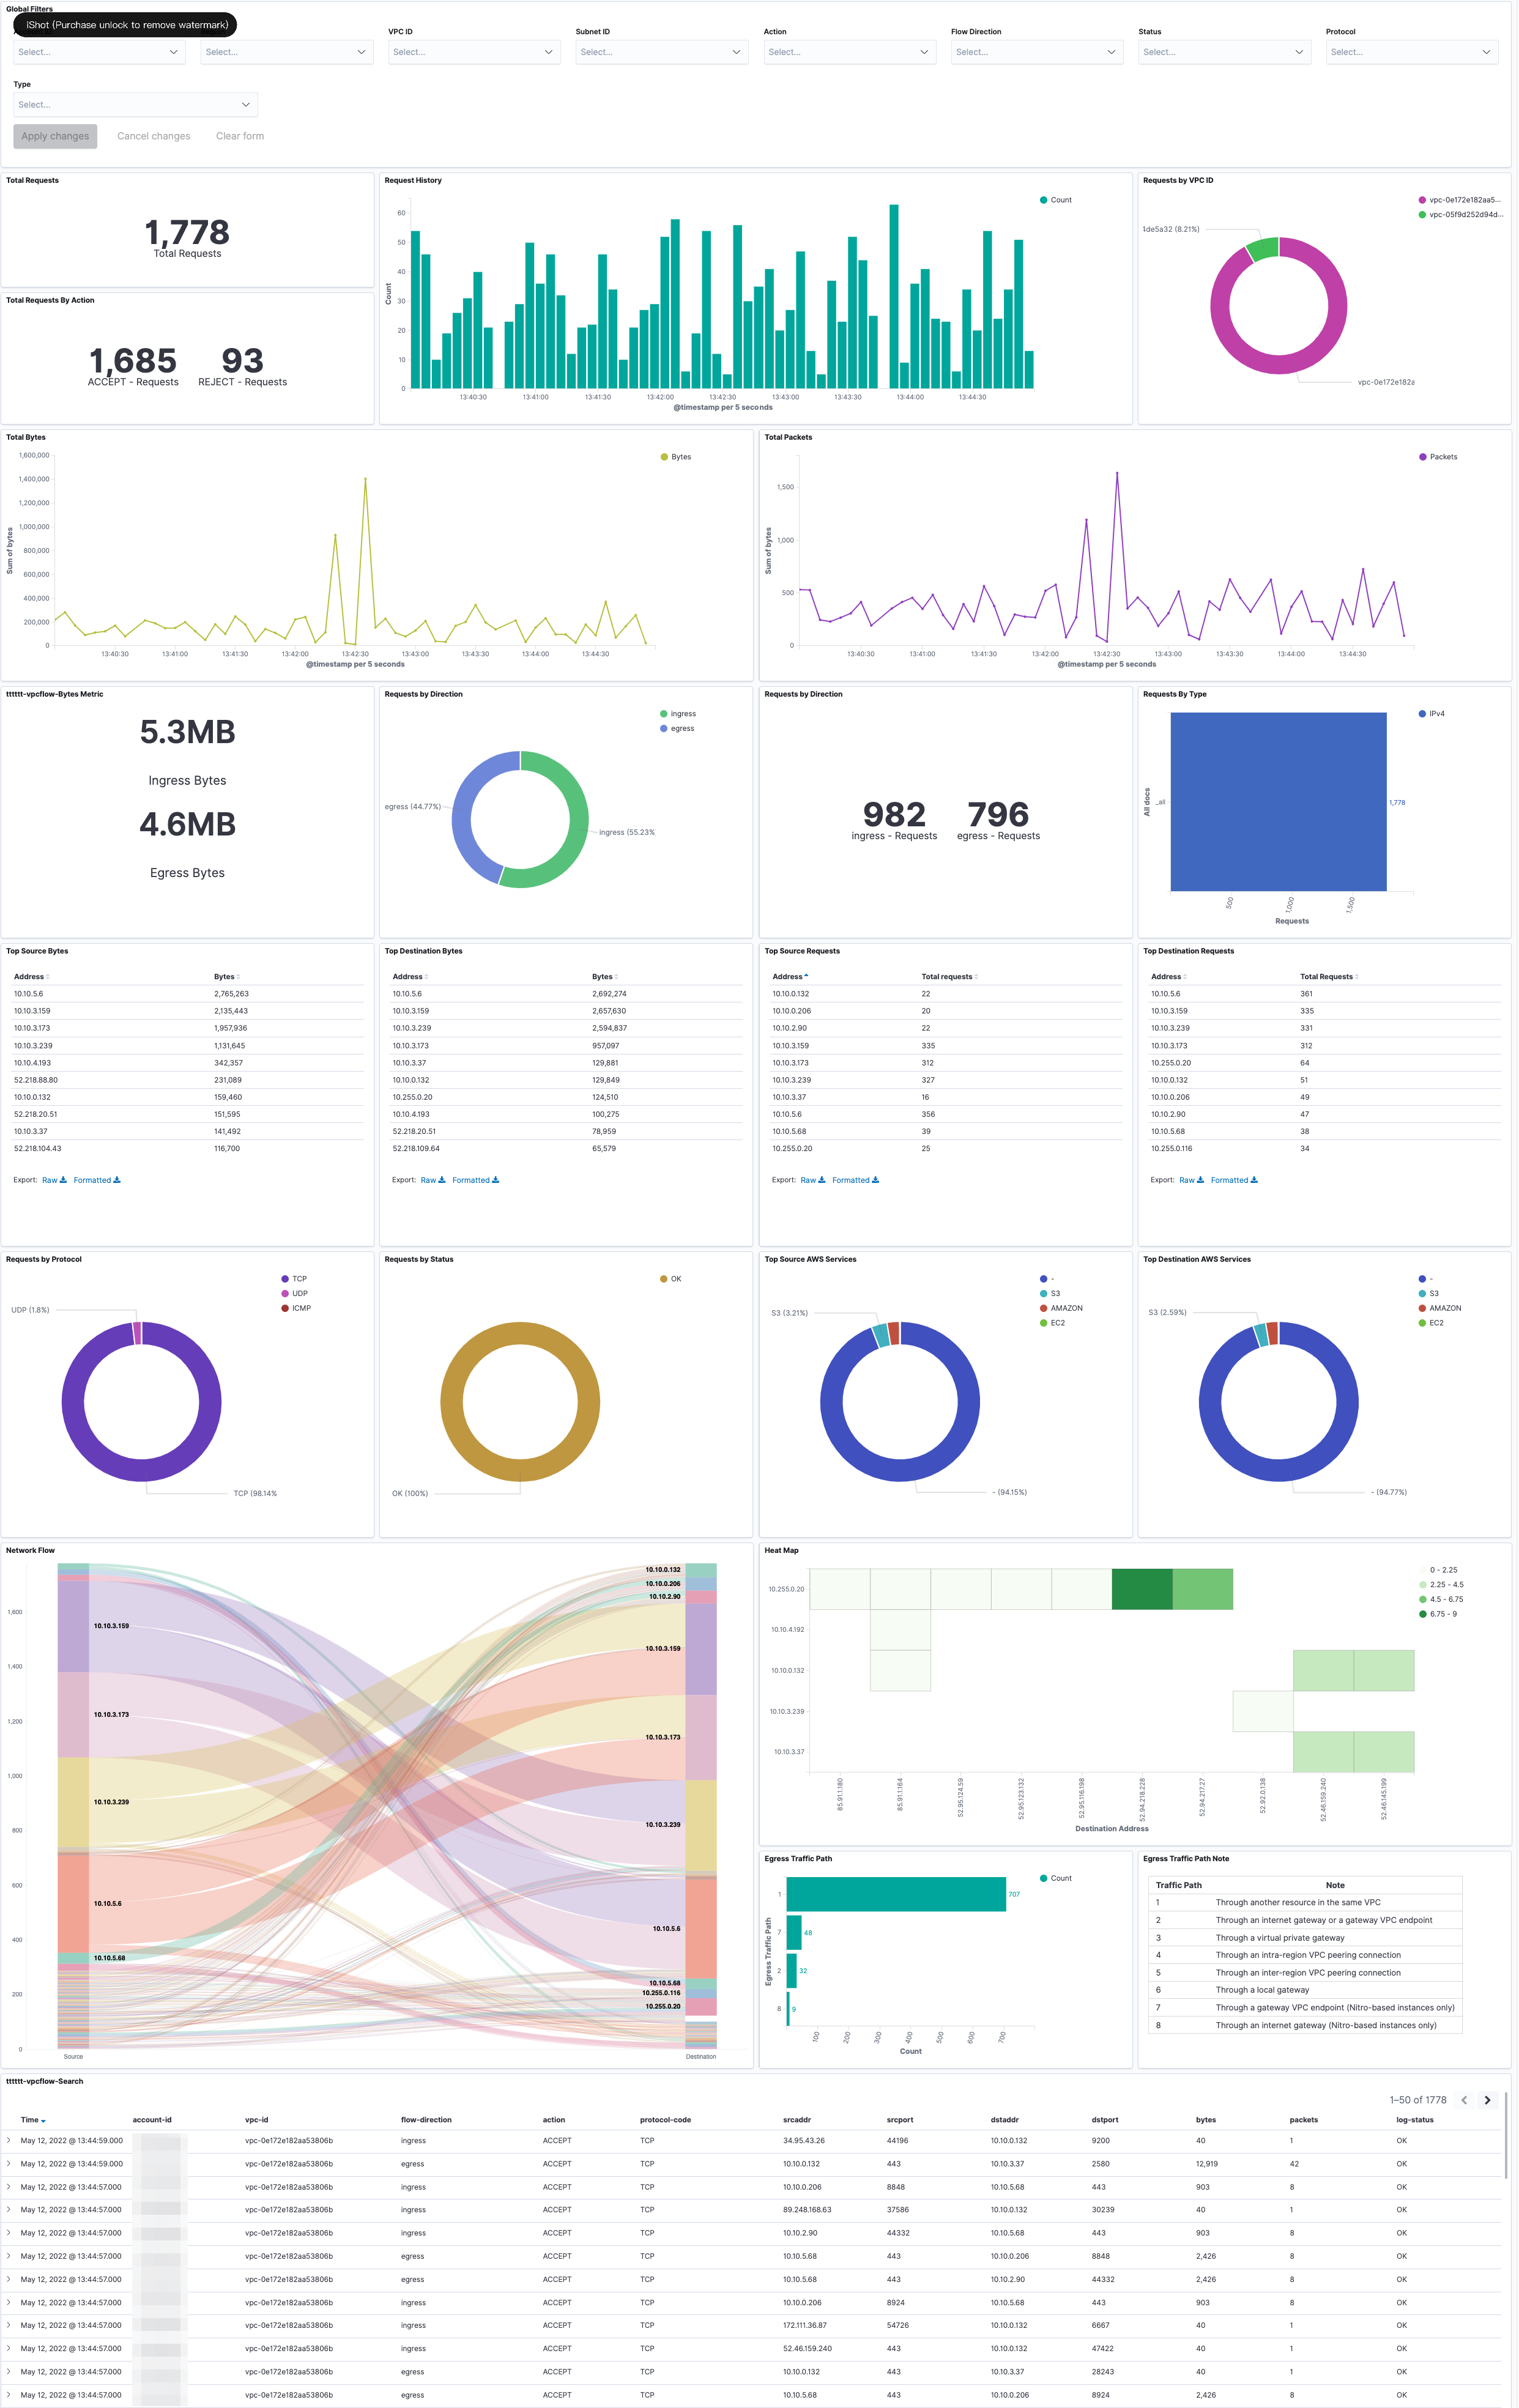 Global Filters
iShot (Purchase unlock to remove watermark)
VPC ID
Subnet ID
Action
Flow Direction
Status
Protocol
Select...
Select...
Select...
Select...
Select...
Select...
Select...
Select...
Type
Select...
Apply changes
Cancel changes
Clear form
Total Requests
1,778
Total Requests
Total Requests By Action
1,685
ACCEPT - Requests
93
REJECT - Requests
Request History
Count
Count
60
50
40
30
20
10
0
13:40:30 13:41:00 13:41:30 13:42:00 13:42:30 13:43:00 13:43:30 13:44:00 13:44:30
@timestamp per 5 seconds
Requests by VPC ID
vpc-0e172e182aa5...
vpc-05f9d252d94d...
4de5a32 (8.21%)
vpc-0e172e182a
Total Bytes
Bytes
Sum of bytes
1,600,000
1,400,000
1,200,000
1,000,000
800,000
600,000
400,000
200,000
0
13:40:30 13:41:00 13:41:30 13:42:00 13:42:30 13:43:00 13:43:30 13:44:00 13:44:30
@timestamp per 5 seconds
Total Packets
Packets
Sum of bytes
1,500
1,000
500
0
13:40:30 13:41:00 13:41:30 13:42:00 13:42:30 13:43:00 13:43:30 13:44:00 13:44:30
@timestamp per 5 seconds
tttttt-vpcflow-Bytes Metric
5.3MB
Ingress Bytes
4.6MB
Egress Bytes
Requests by Direction
ingress
egress
egress (44.77%)
ingress (55.23%
Requests by Direction
982
ingress - Requests
796
egress - Requests
Requests By Type
IPv4
All docs
_all
1,778
500 1,000 1,500
Requests
Top Source Bytes
Address Bytes
10.10.5.6 2,765,263
10.10.3.159 2,135,443
10.10.3.173 1,957,936
10.10.3.239 1,131,645
10.10.4.193 342,357
52.218.88.80 231,089
10.10.0.132 159,460
52.218.20.51 151,595
10.10.3.37 141,492
52.218.104.43 116,700
Export: Raw Formatted
Top Destination Bytes
Address Bytes
10.10.5.6 2,692,274
10.10.3.159 2,657,630
10.10.3.239 2,594,837
10.10.3.173 957,097
10.10.3.37 129,881
10.10.0.132 129,849
10.255.0.20 124,510
10.10.4.193 100,275
52.218.20.51 78,959
52.218.109.64 65,579
Export: Raw Formatted
Top Source Requests
Address Total requests
10.10.0.132 22
10.10.0.206 20
10.10.2.90 22
10.10.3.159 335
10.10.3.173 312
10.10.3.239 327
10.10.3.37 16
10.10.5.6 356
10.10.5.68 39
10.255.0.20 25
Export: Raw Formatted
Top Destination Requests
Address Total Requests
10.10.5.6 361
10.10.3.159 335
10.10.3.239 331
10.10.3.173 312
10.255.0.20 64
10.10.0.132 51
10.10.0.206 49
10.10.2.90 47
10.10.5.68 38
10.255.0.116 34
Export: Raw Formatted
Requests by Protocol
TCP
UDP
ICMP
UDP (1.8%)
TCP (98.14%
Requests by Status
OK
OK (100%)
Top Source AWS Services
-
S3
AMAZON
EC2
S3 (3.21%)
- (94.15%)
Top Destination AWS Services
-
S3
AMAZON
EC2
S3 (2.59%)
- (94.77%)
Network Flow
1,600
1,400
1,200
1,000
800
600
400
200
0
10.10.3.159
10.10.3.173
10.10.3.239
10.10.5.6
10.10.5.68
10.10.0.132
10.10.0.206
10.10.2.90
10.10.3.159
10.10.3.173
10.10.3.239
10.10.5.6
10.10.5.68
10.255.0.116
10.255.0.20
Source Destination
Heat Map
0 - 2.25
2.25 - 4.5
4.5 - 6.75
6.75 - 9
10.255.0.20
10.10.4.192
10.10.0.132
10.10.3.239
10.10.3.37
85.91.1.180
85.91.1.164
52.95.124.59
52.95.123.132
52.95.116.198
52.94.218.228
52.94.217.27
52.92.0.138
52.46.159.240
52.46.145.199
Destination Address
Egress Traffic Path
Count
Egress Traffic Path
1 707
7 48
2 32
8 9
100 200 300 400 500 600 700
Count
Egress Traffic Path Note
Traffic Path Note
1 Through another resource in the same VPC
2 Through an internet gateway or a gateway VPC endpoint
3 Through a virtual private gateway
4 Through an intra-region VPC peering connection
5 Through an inter-region VPC peering connection
6 Through a local gateway
7 Through a gateway VPC endpoint (Nitro-based instances only)
8 Through an internet gateway (Nitro-based instances only)
tttttt-vpcflow-Search
1–50 of 1778
Time account-id vpc-id flow-direction action protocol-code srcaddr srcport dstaddr dstport bytes packets log-status
May 12, 2022 @ 13:44:59.000 vpc-0e172e182aa53806b ingress ACCEPT TCP 34.95.43.26 44196 10.10.0.132 9200 40 1 OK
May 12, 2022 @ 13:44:59.000 vpc-0e172e182aa53806b egress ACCEPT TCP 10.10.0.132 443 10.10.3.37 2580 12,919 42 OK
May 12, 2022 @ 13:44:57.000 vpc-0e172e182aa53806b ingress ACCEPT TCP 10.10.0.206 8848 10.10.5.68 443 903 8 OK
May 12, 2022 @ 13:44:57.000 vpc-0e172e182aa53806b ingress ACCEPT TCP 89.248.168.63 37586 10.10.0.132 30239 40 1 OK
May 12, 2022 @ 13:44:57.000 vpc-0e172e182aa53806b ingress ACCEPT TCP 10.10.2.90 44332 10.10.5.68 443 903 8 OK
May 12, 2022 @ 13:44:57.000 vpc-0e172e182aa53806b egress ACCEPT TCP 10.10.5.68 443 10.10.0.206 8848 2,426 8 OK
May 12, 2022 @ 13:44:57.000 vpc-0e172e182aa53806b egress ACCEPT TCP 10.10.5.68 443 10.10.2.90 44332 2,426 8 OK
May 12, 2022 @ 13:44:57.000 vpc-0e172e182aa53806b ingress ACCEPT TCP 10.10.0.206 8924 10.10.5.68 443 903 8 OK
May 12, 2022 @ 13:44:57.000 vpc-0e172e182aa53806b ingress ACCEPT TCP 172.111.36.87 54726 10.10.0.132 6667 40 1 OK
May 12, 2022 @ 13:44:57.000 vpc-0e172e182aa53806b ingress ACCEPT TCP 52.46.159.240 443 10.10.0.132 47422 40 1 OK
May 12, 2022 @ 13:44:57.000 vpc-0e172e182aa53806b egress ACCEPT TCP 10.10.0.132 443 10.10.3.37 28243 40 1 OK
May 12, 2022 @ 13:44:57.000 vpc-0e172e182aa53806b egress ACCEPT TCP 10.10.5.68 443 10.10.0.206 8924 2,426 8 OK